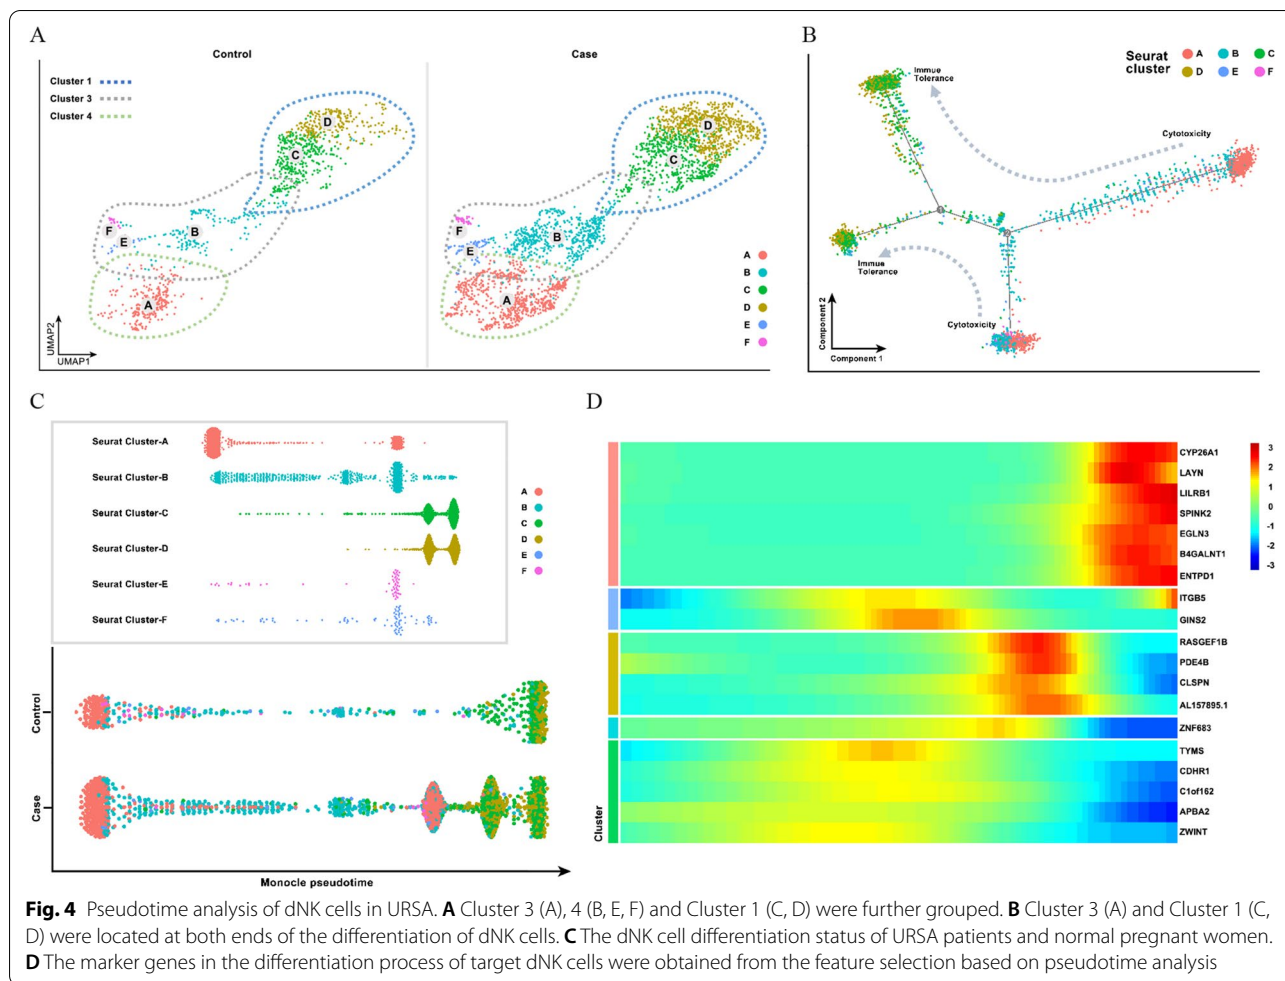 A
Control
Case
Cluster 1
Cluster 3
Cluster 4
D
C
B
F
E
A
D
C
B
F
E
A
A
B
C
D
E
F
UMAP2
UMAP1
B
Seurat
cluster
A
B
C
D
E
F
Immue
Tolerance
Cytotoxicity
Immue
Tolerance
Cytotoxicity
Component 2
Component 1
C
Seurat Cluster-A
Seurat Cluster-B
Seurat Cluster-C
Seurat Cluster-D
Seurat Cluster-E
Seurat Cluster-F
A
B
C
D
E
F
Control
Case
Monocle pseudotime
D
CYP26A1
LAYN
LILRB1
SPINK2
EGLN3
B4GALNT1
ENTPD1
ITGB5
GINS2
RASGEF1B
PDE4B
CLSPN
AL157895.1
ZNF683
TYMS
CDHR1
C1of162
APBA2
ZWINT
Cluster
3
2
1
0
-1
-2
-3
Fig. 4 Pseudotime analysis of dNK cells in URSA. A Cluster 3 (A), 4 (B, E, F) and Cluster 1 (C, D) were further grouped. B Cluster 3 (A) and Cluster 1 (C,
D) were located at both ends of the differentiation of dNK cells. C The dNK cell differentiation status of URSA patients and normal pregnant women.
D The marker genes in the differentiation process of target dNK cells were obtained from the feature selection based on pseudotime analysis